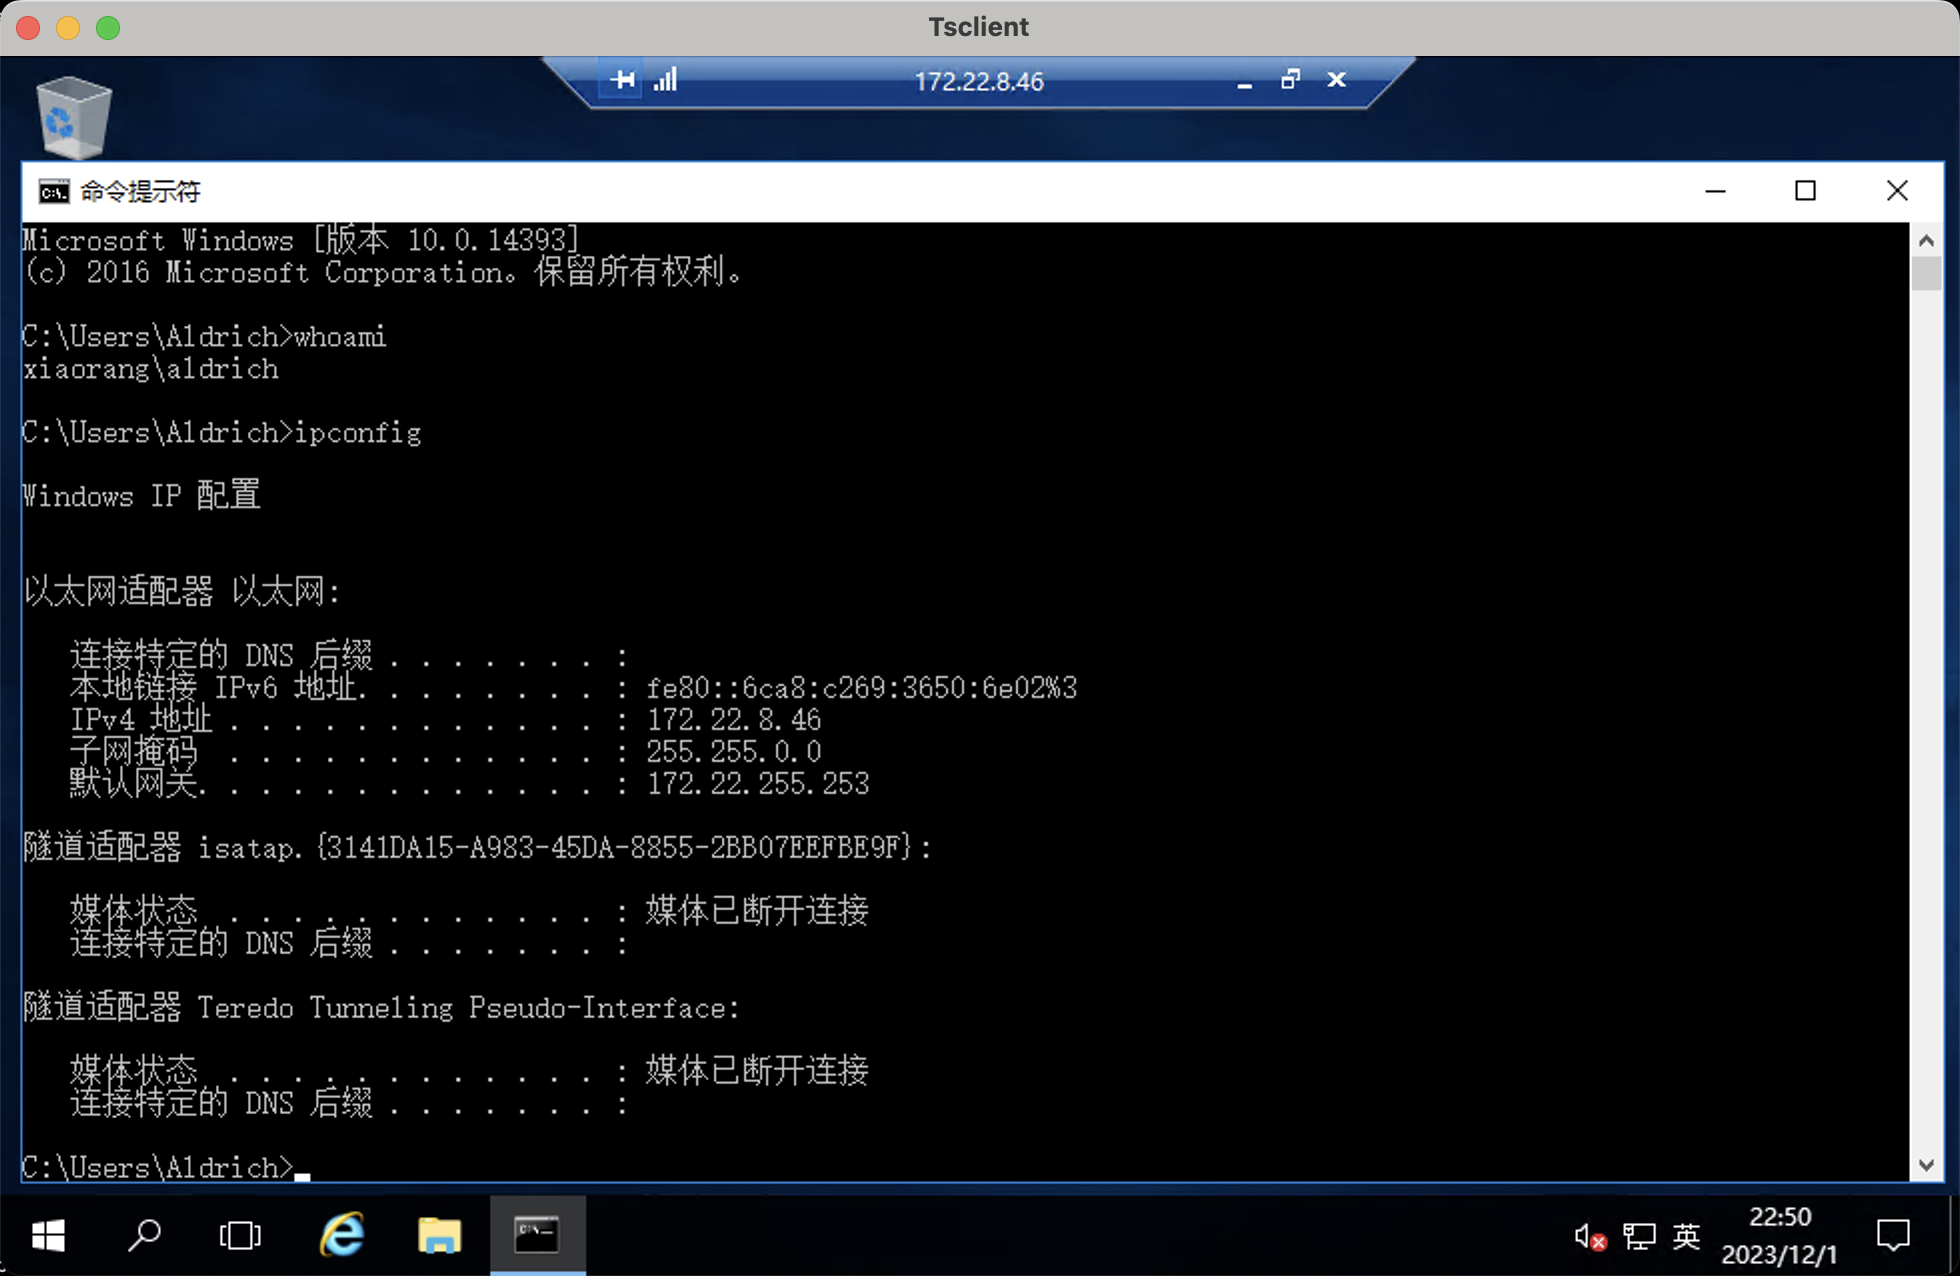 Tsclient
172.22.8.46
命令提示符
Microsoft Windows [版本 10.0.14393]
(c) 2016 Microsoft Corporation。保留所有权利。
C:\Users\Aldrich>whoami
xiaorang\aldrich
C:\Users\Aldrich>ipconfig
Windows IP 配置
以太网适配器 以太网:
连接特定的 DNS 后缀 . . . . . . . :
本地链接 IPv6 地址. . . . . . . . : fe80::6ca8:c269:3650:6e02%3
IPv4 地址 . . . . . . . . . . . . : 172.22.8.46
子网掩码  . . . . . . . . . . . . : 255.255.0.0
默认网关. . . . . . . . . . . . . : 172.22.255.253
隧道适配器 isatap.{3141DA15-A983-45DA-8855-2BB07EEFBE9F}:
媒体状态  . . . . . . . . . . . . : 媒体已断开连接
连接特定的 DNS 后缀 . . . . . . . :
隧道适配器 Teredo Tunneling Pseudo-Interface:
媒体状态  . . . . . . . . . . . . : 媒体已断开连接
连接特定的 DNS 后缀 . . . . . . . :
C:\Users\Aldrich>
英
22:50
2023/12/1